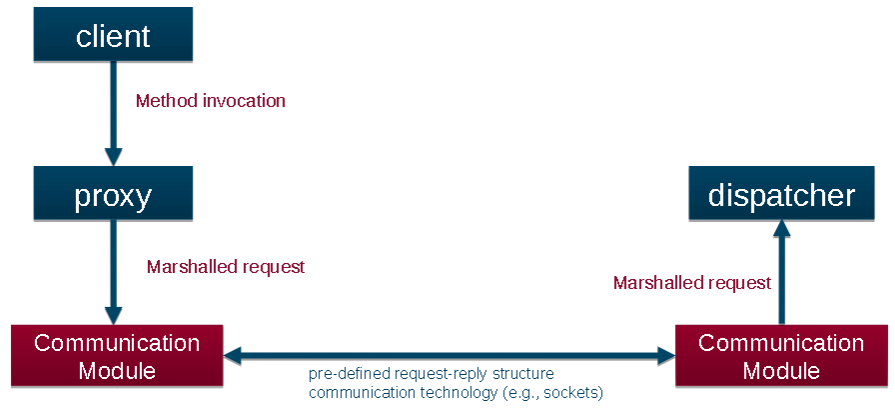 client
Method invocation
proxy
dispatcher
Marshalled request
Marshalled request
Communication
Module
Communication
Module
pre-defined request-reply structure
communication technology (e.g., sockets)